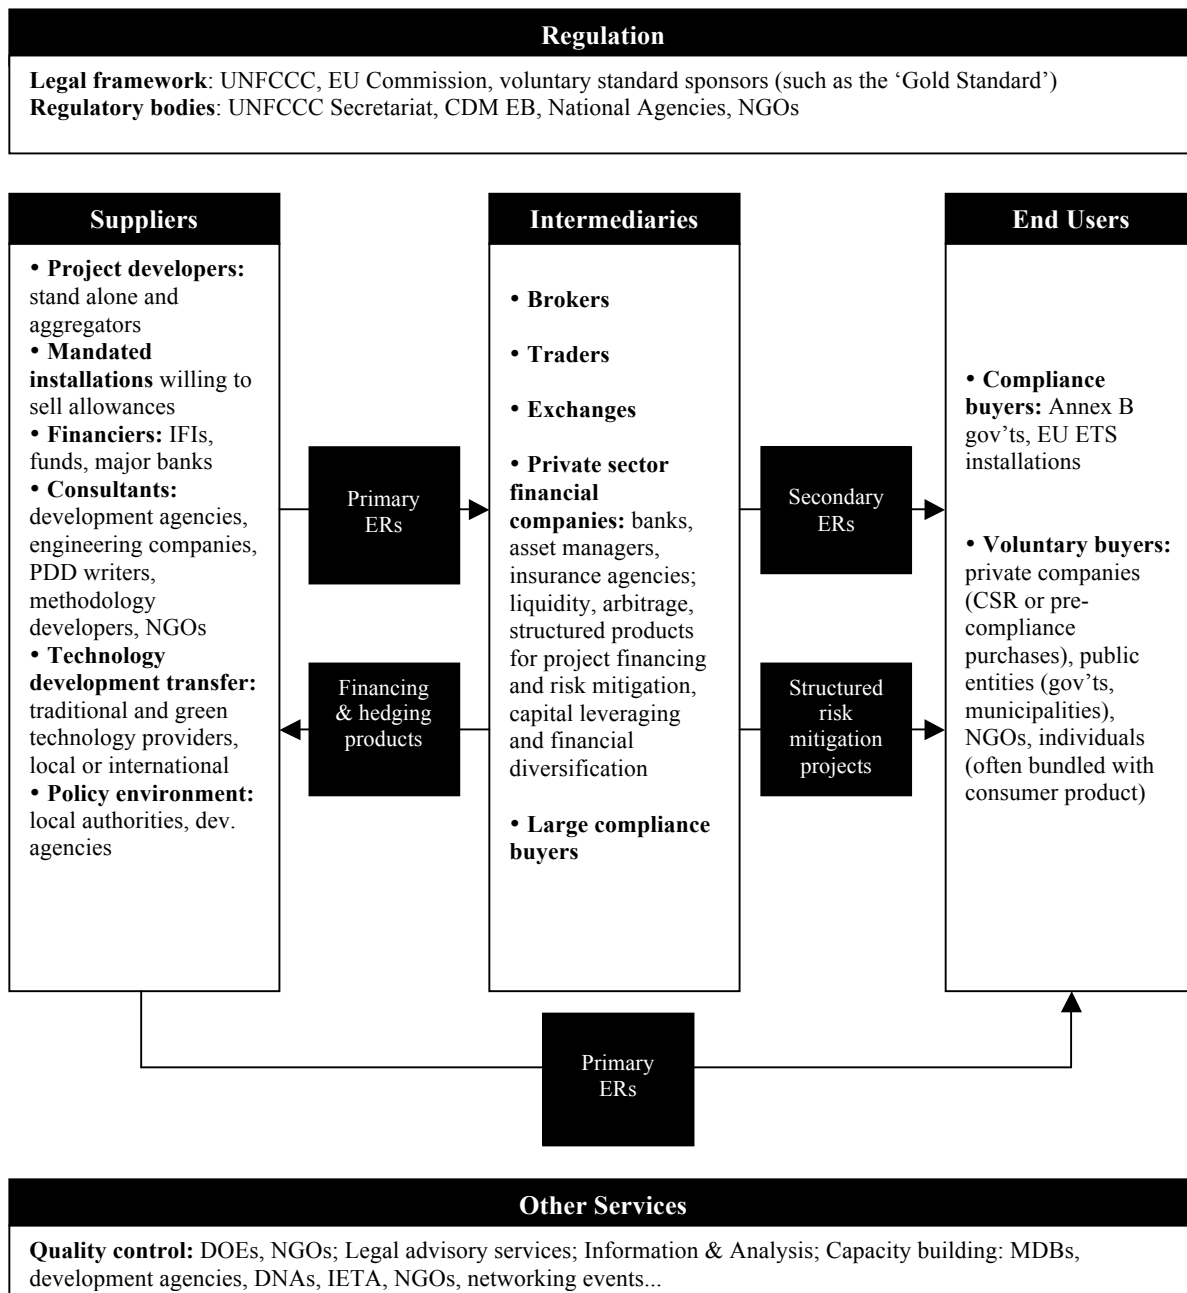 Regulation
Legal framework: UNFCCC, EU Commission, voluntary standard sponsors (such as the ‘Gold Standard’)
Regulatory bodies: UNFCCC Secretariat, CDM EB, National Agencies, NGOs
Suppliers
• Project developers:
stand alone and
aggregators
• Mandated
installations willing to
sell allowances
• Financiers: IFIs,
funds, major banks
• Consultants:
development agencies,
engineering companies,
PDD writers,
methodology
developers, NGOs
• Technology
development transfer:
traditional and green
technology providers,
local or international
• Policy environment:
local authorities, dev.
agencies
Primary
ERs
Financing
& hedging
products
Intermediaries
• Brokers
• Traders
• Exchanges
• Private sector
financial
companies: banks,
asset managers,
insurance agencies;
liquidity, arbitrage,
structured products
for project financing
and risk mitigation,
capital leveraging
and financial
diversification
• Large compliance
buyers
Secondary
ERs
Structured
risk
mitigation
projects
End Users
• Compliance
buyers: Annex B
gov’ts, EU ETS
installations
• Voluntary buyers:
private companies
(CSR or pre-
compliance
purchases), public
entities (gov’ts,
municipalities),
NGOs, individuals
(often bundled with
consumer product)
Primary
ERs
Other Services
Quality control: DOEs, NGOs; Legal advisory services; Information & Analysis; Capacity building: MDBs,
development agencies, DNAs, IETA, NGOs, networking events...